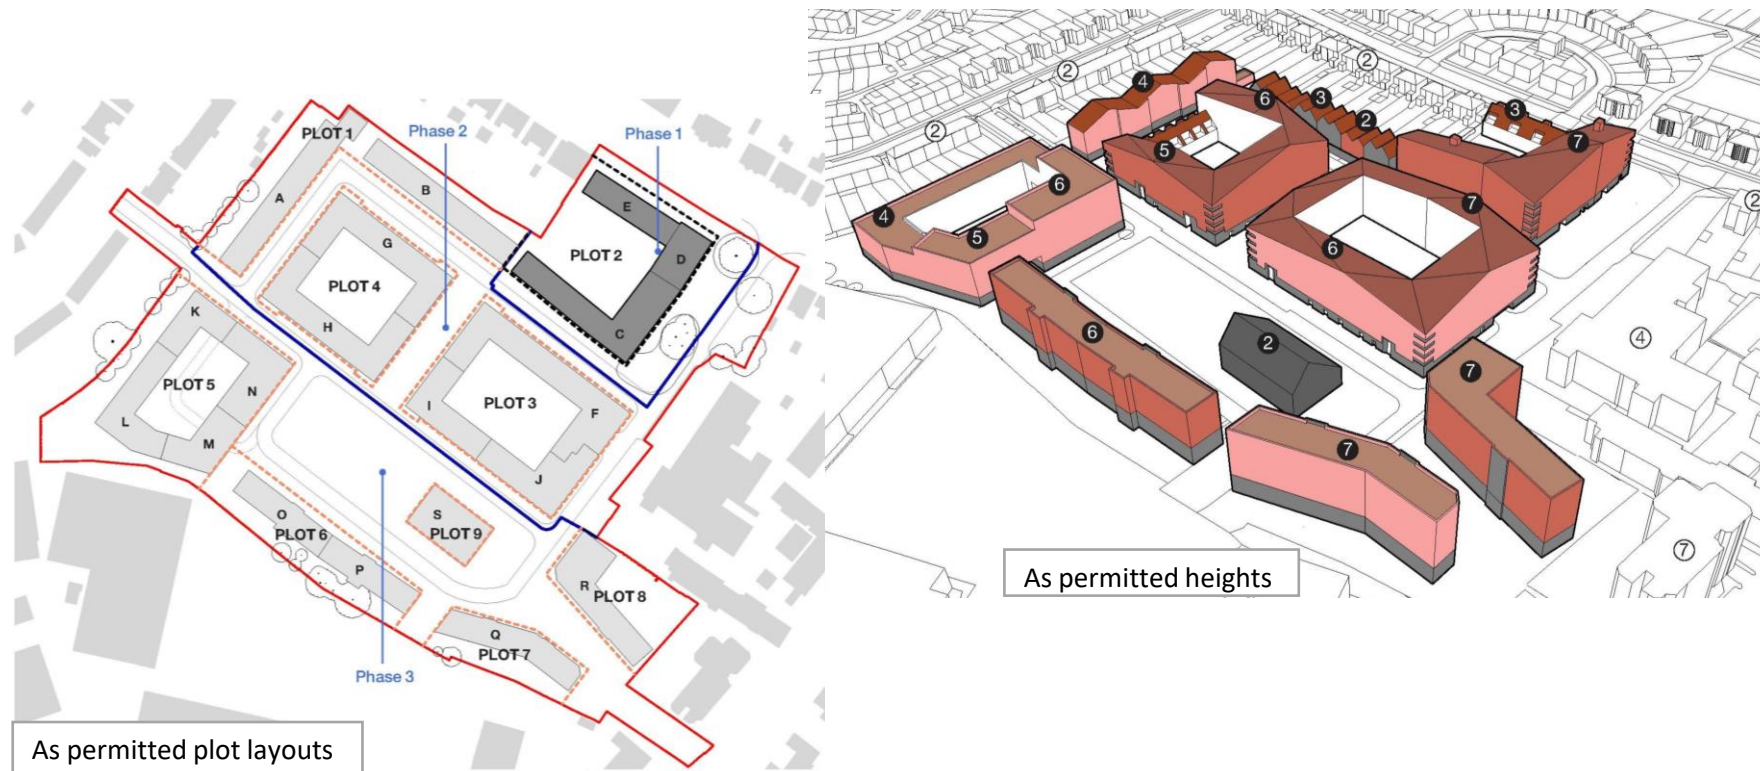 PLOT 1
Phase 2
Phase 1
A
B
E
D
PLOT 2
C
G
PLOT 4
H
K
PLOT 5
N
L
M
I
PLOT 3
F
J
O
PLOT 6
P
S
PLOT 9
R
PLOT 8
Q
PLOT 7
Phase 3
As permitted plot layouts
2
2
4
2
6
3
2
3
7
5
6
4
5
7
6
2
6
2
4
7
7
7
As permitted heights